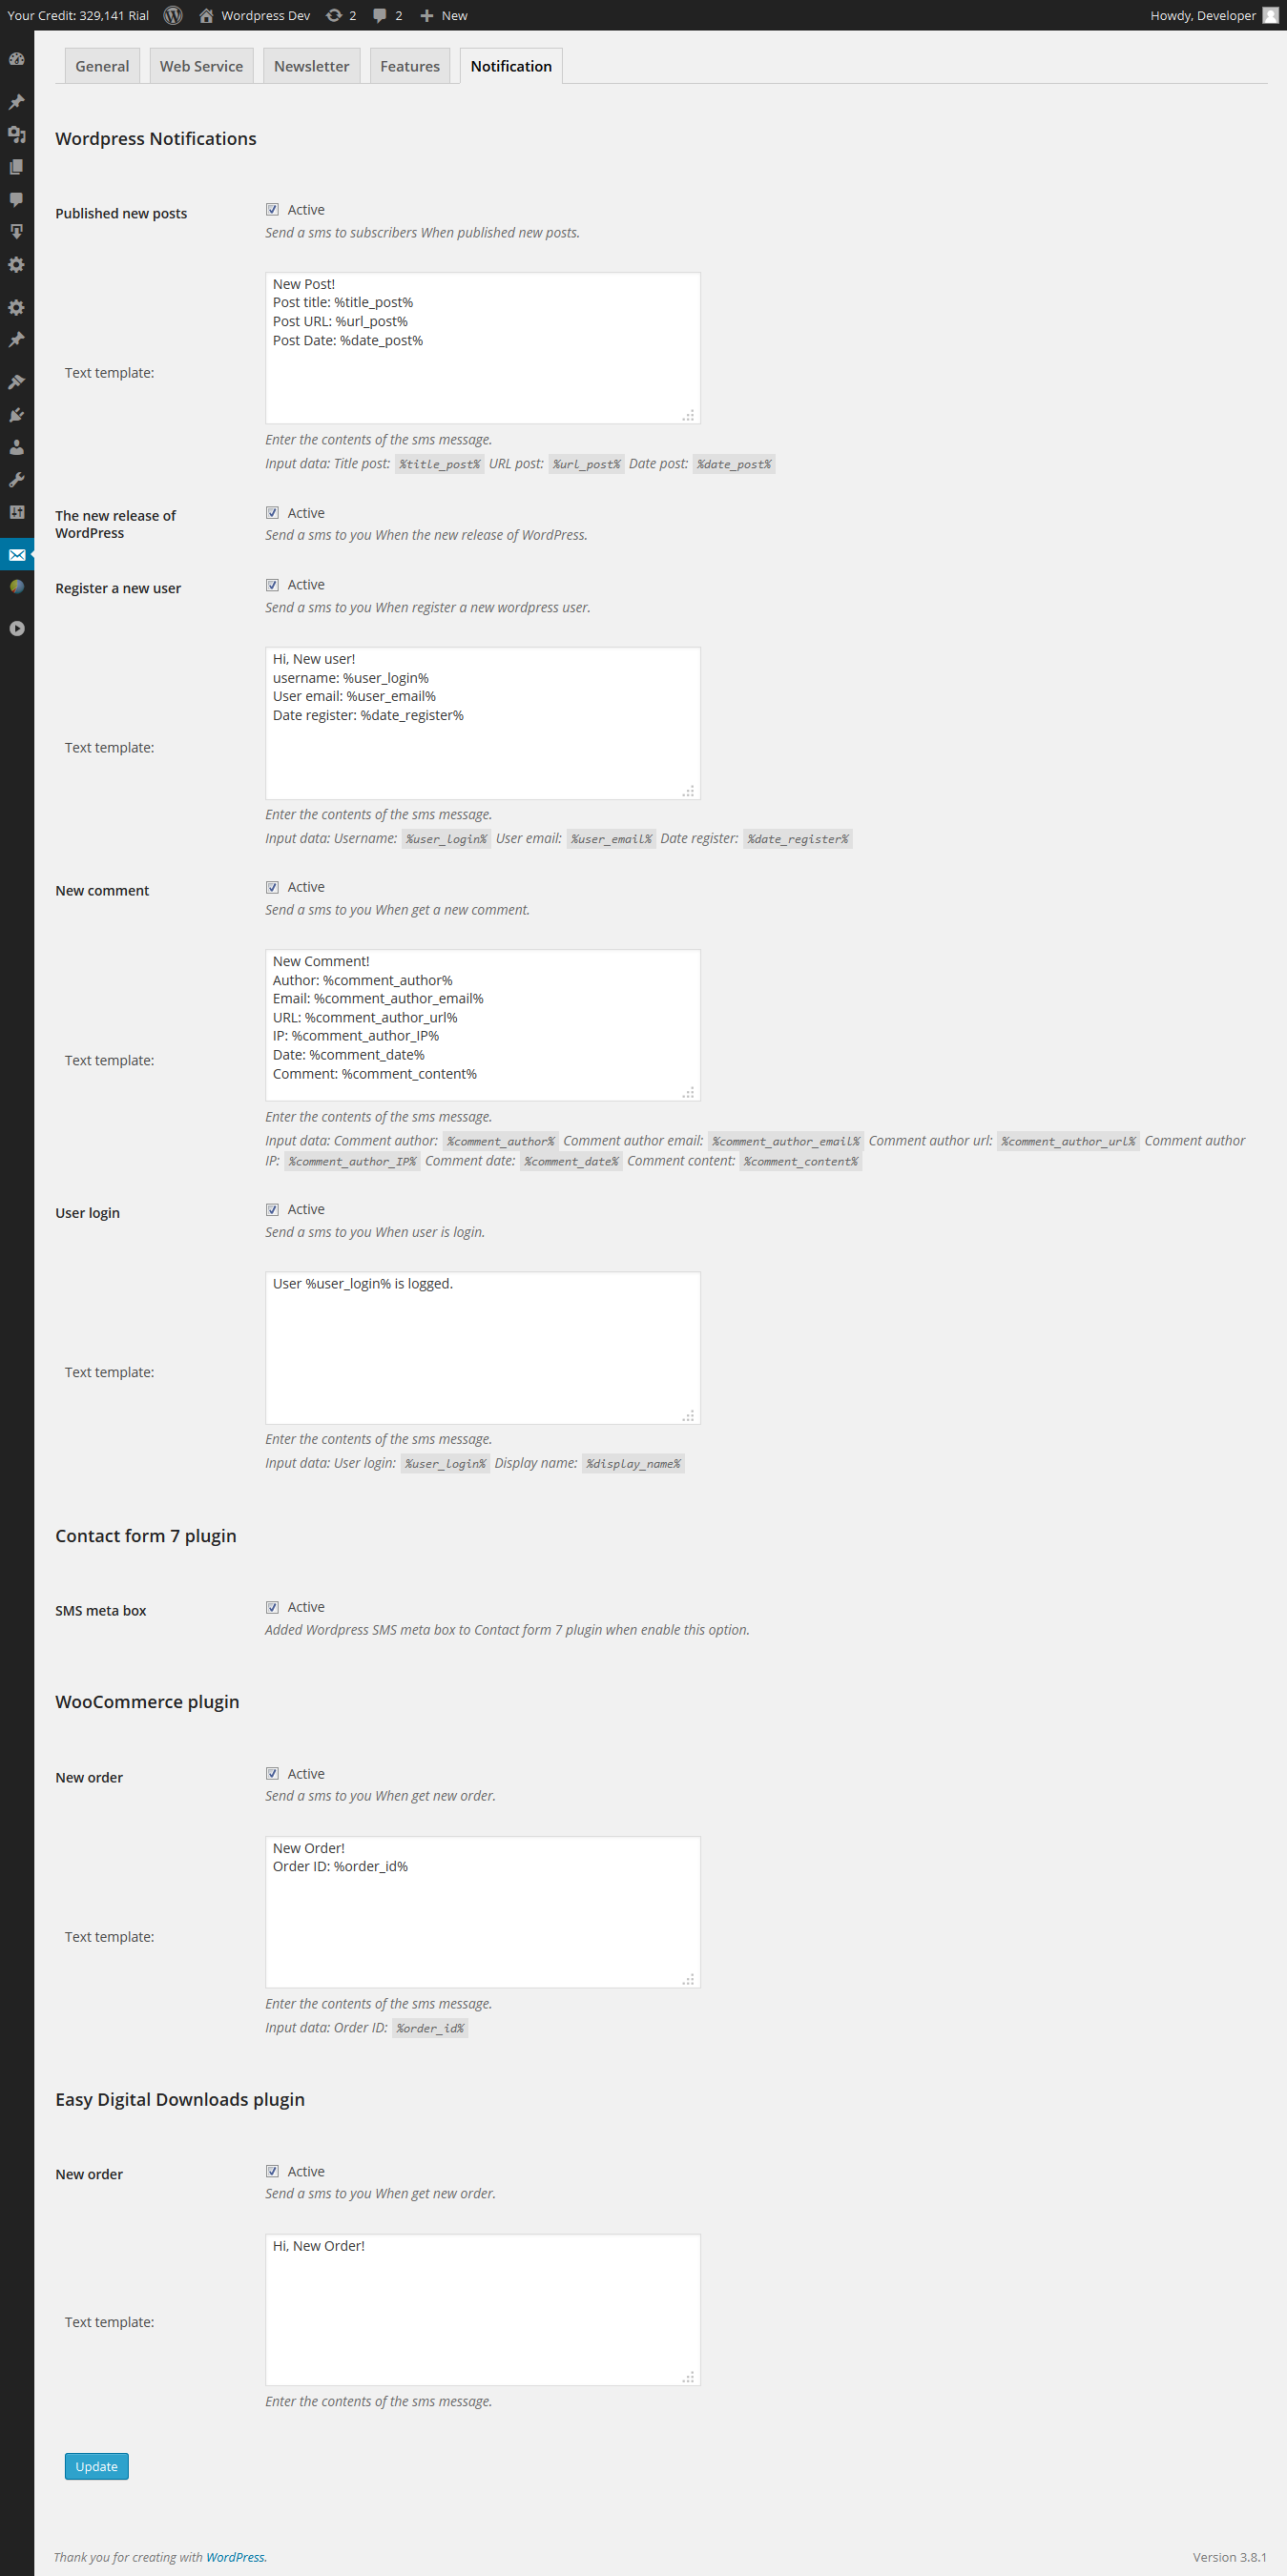 Your Credit: 329,141 Rial Wordpress Dev 2 2 New Howdy, Developer
General Web Service Newsletter Features Notification
Wordpress Notifications
Published new posts Active
Send a sms to subscribers When published new posts.
New Post!
Post title: %title_post%
Post URL: %url_post%
Post Date: %date_post%
Text template:
Enter the contents of the sms message.
Input data: Title post: %title_post% URL post: %url_post% Date post: %date_post%
The new release of WordPress Active
Send a sms to you When the new release of WordPress.
Register a new user Active
Send a sms to you When register a new wordpress user.
Hi, New user!
username: %user_login%
User email: %user_email%
Date register: %date_register%
Text template:
Enter the contents of the sms message.
Input data: Username: %user_login% User email: %user_email% Date register: %date_register%
New comment Active
Send a sms to you When get a new comment.
New Comment!
Author: %comment_author%
Email: %comment_author_email%
URL: %comment_author_url%
IP: %comment_author_IP%
Date: %comment_date%
Comment: %comment_content%
Text template:
Enter the contents of the sms message.
Input data: Comment author: %comment_author% Comment author email: %comment_author_email% Comment author url: %comment_author_url% Comment author
IP: %comment_author_IP% Comment date: %comment_date% Comment content: %comment_content%
User login Active
Send a sms to you When user is login.
User %user_login% is logged.
Text template:
Enter the contents of the sms message.
Input data: User login: %user_login% Display name: %display_name%
Contact form 7 plugin
SMS meta box Active
Added Wordpress SMS meta box to Contact form 7 plugin when enable this option.
WooCommerce plugin
New order Active
Send a sms to you When get new order.
New Order!
Order ID: %order_id%
Text template:
Enter the contents of the sms message.
Input data: Order ID: %order_id%
Easy Digital Downloads plugin
New order Active
Send a sms to you When get new order.
Hi, New Order!
Text template:
Enter the contents of the sms message.
Update
Thank you for creating with WordPress. Version 3.8.1